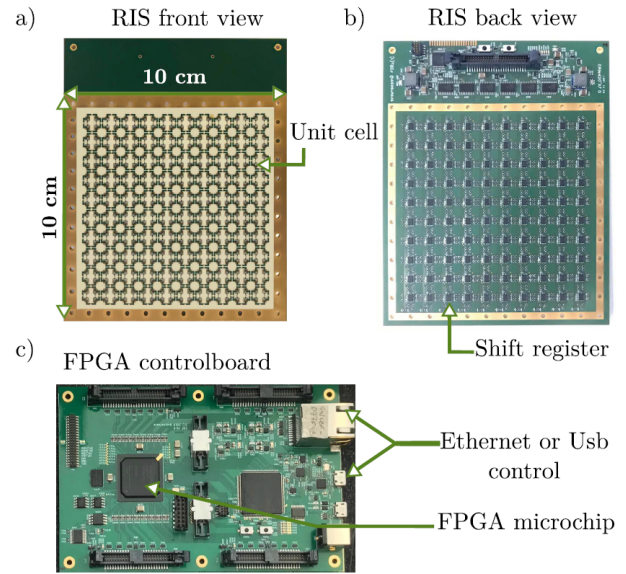 a) RIS front view
b) RIS back view
10 cm
10 cm
Unit cell
Shift register
c) FPGA controlboard
Ethernet or Usb
control
FPGA microchip